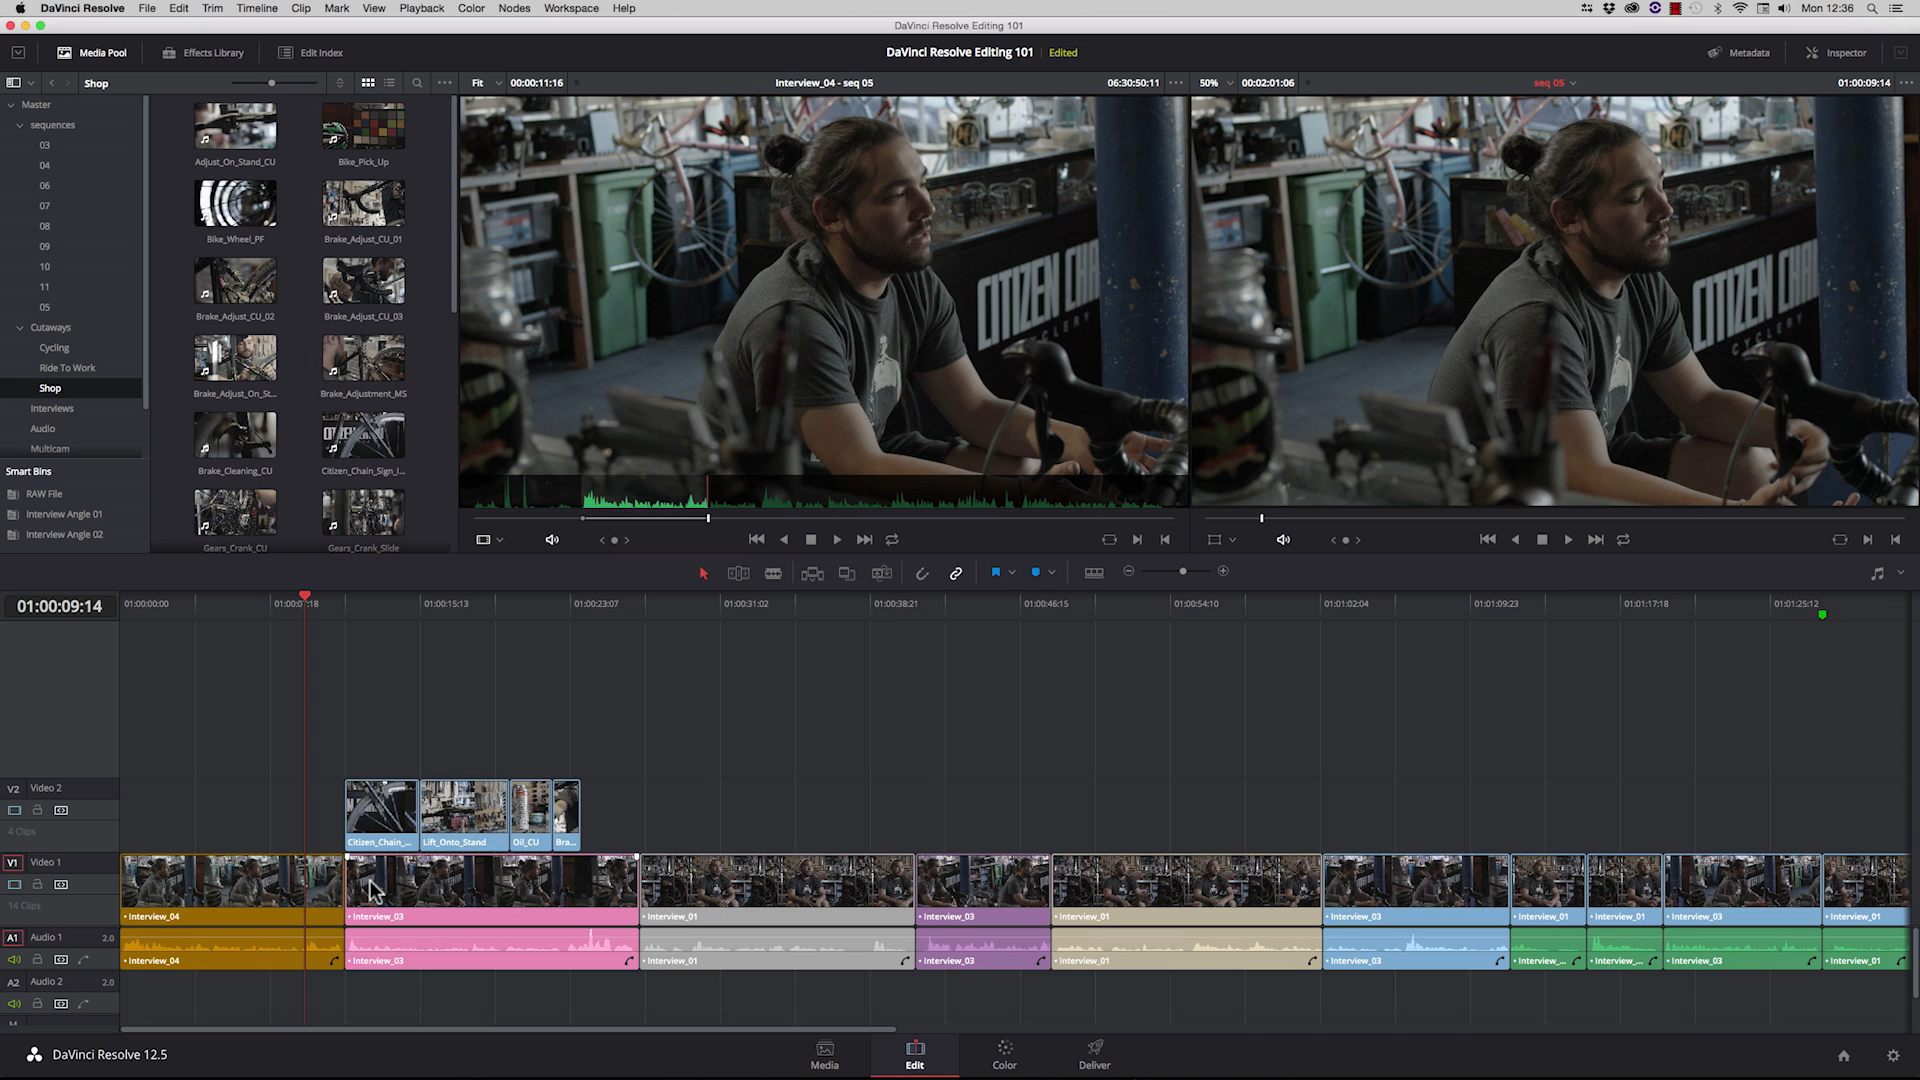 DaVinci Resolve File Edit Trim Timeline Clip Mark View Playback Color Nodes Workspace Help Mon 12:36
DaVinci Resolve Editing 101
Media Pool Effects Library Edit Index DaVinci Resolve Editing 101 Edited Metadata Inspector
Shop Fit 00:00:11:16 Interview_04 - seq 05 06:30:50:11 50% 00:02:01:06 seq 05 01:00:09:14
Master
sequences
03
04
06
07
08
09
10
11
05
Cutaways
Cycling
Ride To Work
Shop
Interviews
Audio
Multicam
Smart Bins
RAW File
Interview Angle 01
Interview Angle 02
Adjust_On_Stand_CU Bike_Pick_Up
Bike_Wheel_PF Brake_Adjust_CU_01
Brake_Adjust_CU_02 Brake_Adjust_CU_03
Brake_Adjust_On_St... Brake_Adjustment_MS
Brake_Cleaning_CU Citizen_Chain_Sign_I...
Gears_Crank_CU Gears_Crank_Slide
CITIZEN CHA
CYCLERY
CITIZEN CHA
CYCLERY
01:00:09:14 01:00:00:00 01:00:15:13 01:00:23:07 01:00:31:02 01:00:38:21 01:00:46:15 01:00:54:10 01:01:02:04 01:01:09:23 01:01:17:18 01:01:25:12
V2 Video 2
4 Clips
Citizen_Chain_... Lift_Onto_Stand Oil_CU Bra...
V1 Video 1
14 Clips
• Interview_04 • Interview_03 • Interview_01 • Interview_03 • Interview_01 • Interview_03 • Interview_01 • Interview_01 • Interview_03 • Interview_01
A1 Audio 1 2.0
• Interview_04 • Interview_03 • Interview_01 • Interview_03 • Interview_01 • Interview_03 • Interview_... • Interview_... • Interview_03 • Interview_01
A2 Audio 2 2.0
DaVinci Resolve 12.5 Media Edit Color Deliver